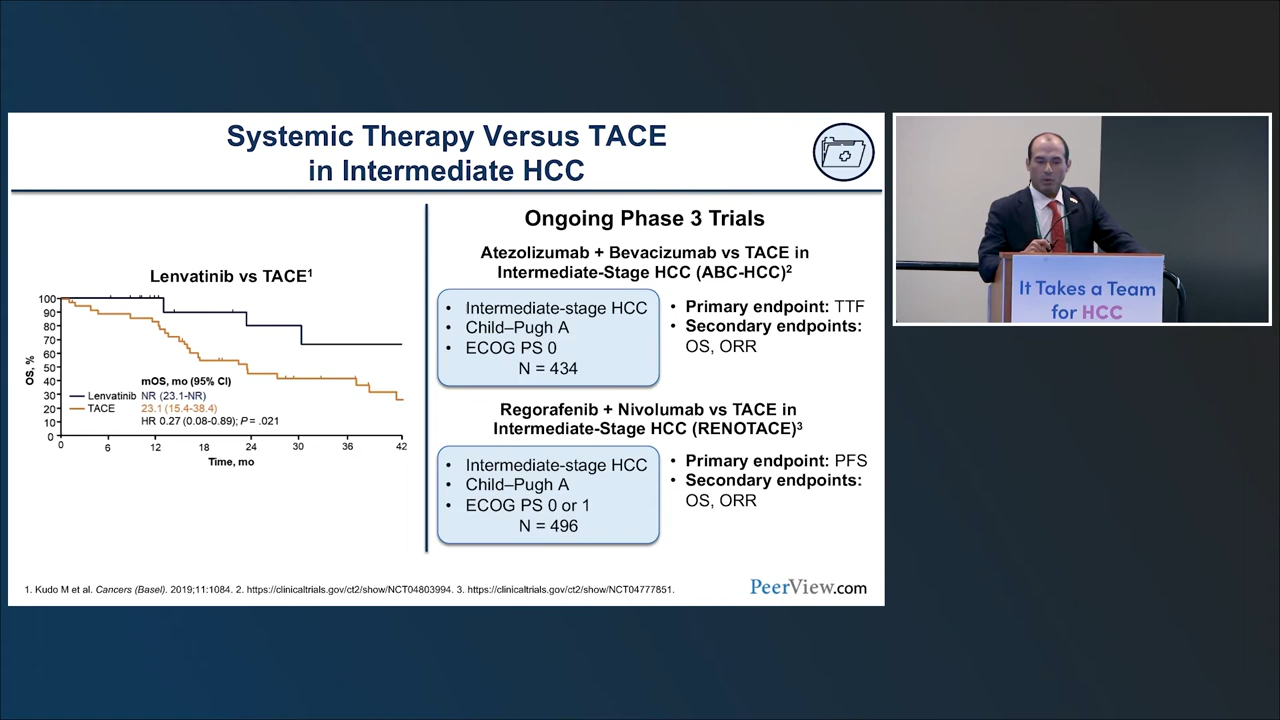 Systemic Therapy Versus TACE
in Intermediate HCC
Lenvatinib vs TACE¹
100
90
80
70
60
50
40
30
20
10
0
OS, %
mOS, mo (95% CI)
Lenvatinib NR (23.1-NR)
TACE 23.1 (15.4-38.4)
HR 0.27 (0.08-0.89); P = .021
0 6 12 18 24 30 36 42
Time, mo
Ongoing Phase 3 Trials
Atezolizumab + Bevacizumab vs TACE in
Intermediate-Stage HCC (ABC-HCC)²
• Intermediate-stage HCC
• Child–Pugh A
• ECOG PS 0
N = 434
• Primary endpoint: TTF
• Secondary endpoints:
OS, ORR
Regorafenib + Nivolumab vs TACE in
Intermediate-Stage HCC (RENOTACE)³
• Intermediate-stage HCC
• Child–Pugh A
• ECOG PS 0 or 1
N = 496
• Primary endpoint: PFS
• Secondary endpoints:
OS, ORR
1. Kudo M et al. Cancers (Basel). 2019;11:1084. 2. https://clinicaltrials.gov/ct2/show/NCT04803994. 3. https://clinicaltrials.gov/ct2/show/NCT04777851.
PeerView.com
It Takes a Team
for HCC